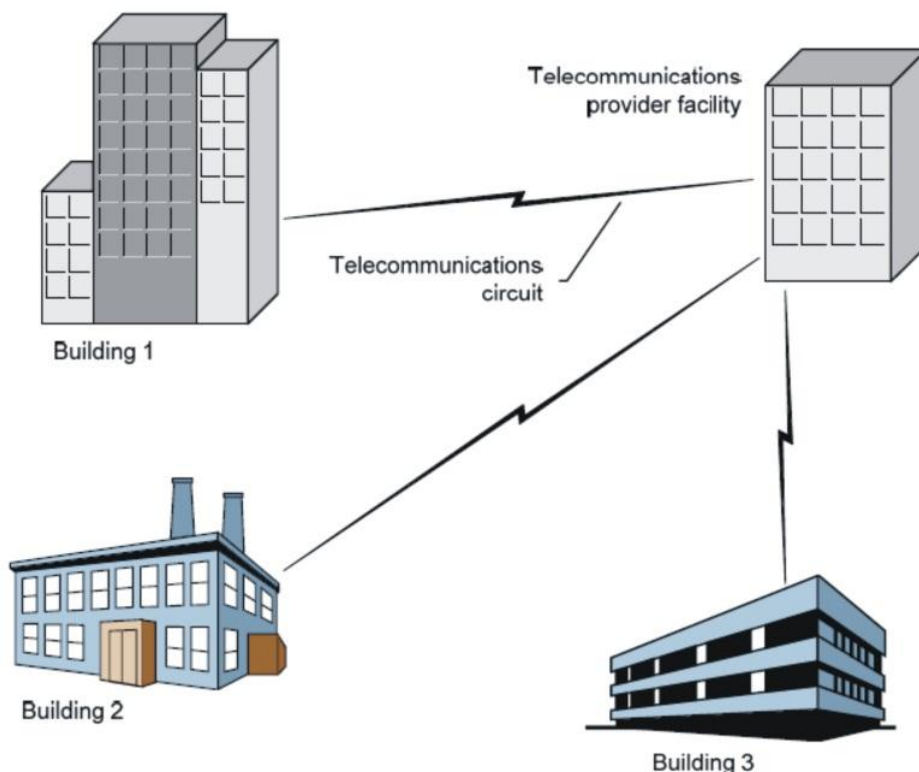 Telecommunications
provider facility
Telecommunications
circuit
Building 1
Building 2
Building 3